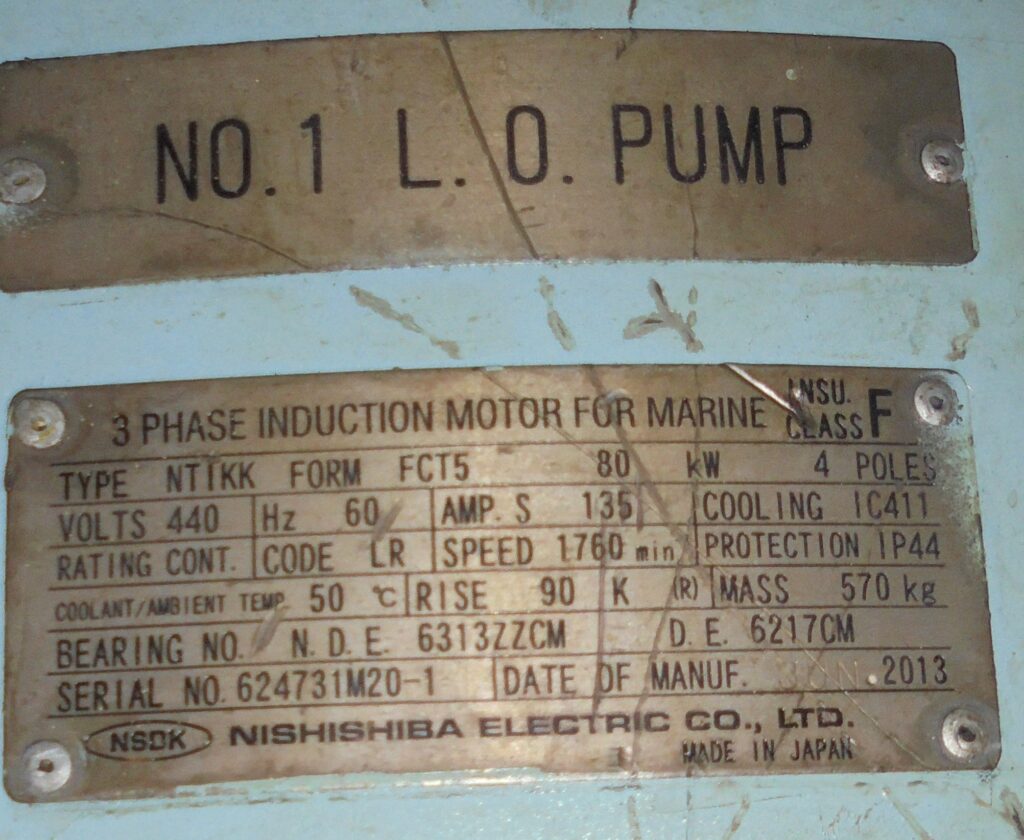 NO. 1 L. O. PUMP
3 PHASE INDUCTION MOTOR FOR MARINE INSU. CLASS F
TYPE NTIKK FORM FCT5 80 kW 4 POLES
VOLTS 440 Hz 60 AMP. S 135 COOLING IC411
RATING CONT. CODE LR SPEED 1760 min PROTECTION IP44
COOLANT/AMBIENT TEMP. 50 ℃ RISE 90 K (R) MASS 570 kg
BEARING NO. N. D. E. 6313ZZCM D. E. 6217CM
SERIAL NO. 624731M20-1 DATE OF MANUF. 2013
NSDK NISHISHIBA ELECTRIC CO., LTD.
MADE IN JAPAN